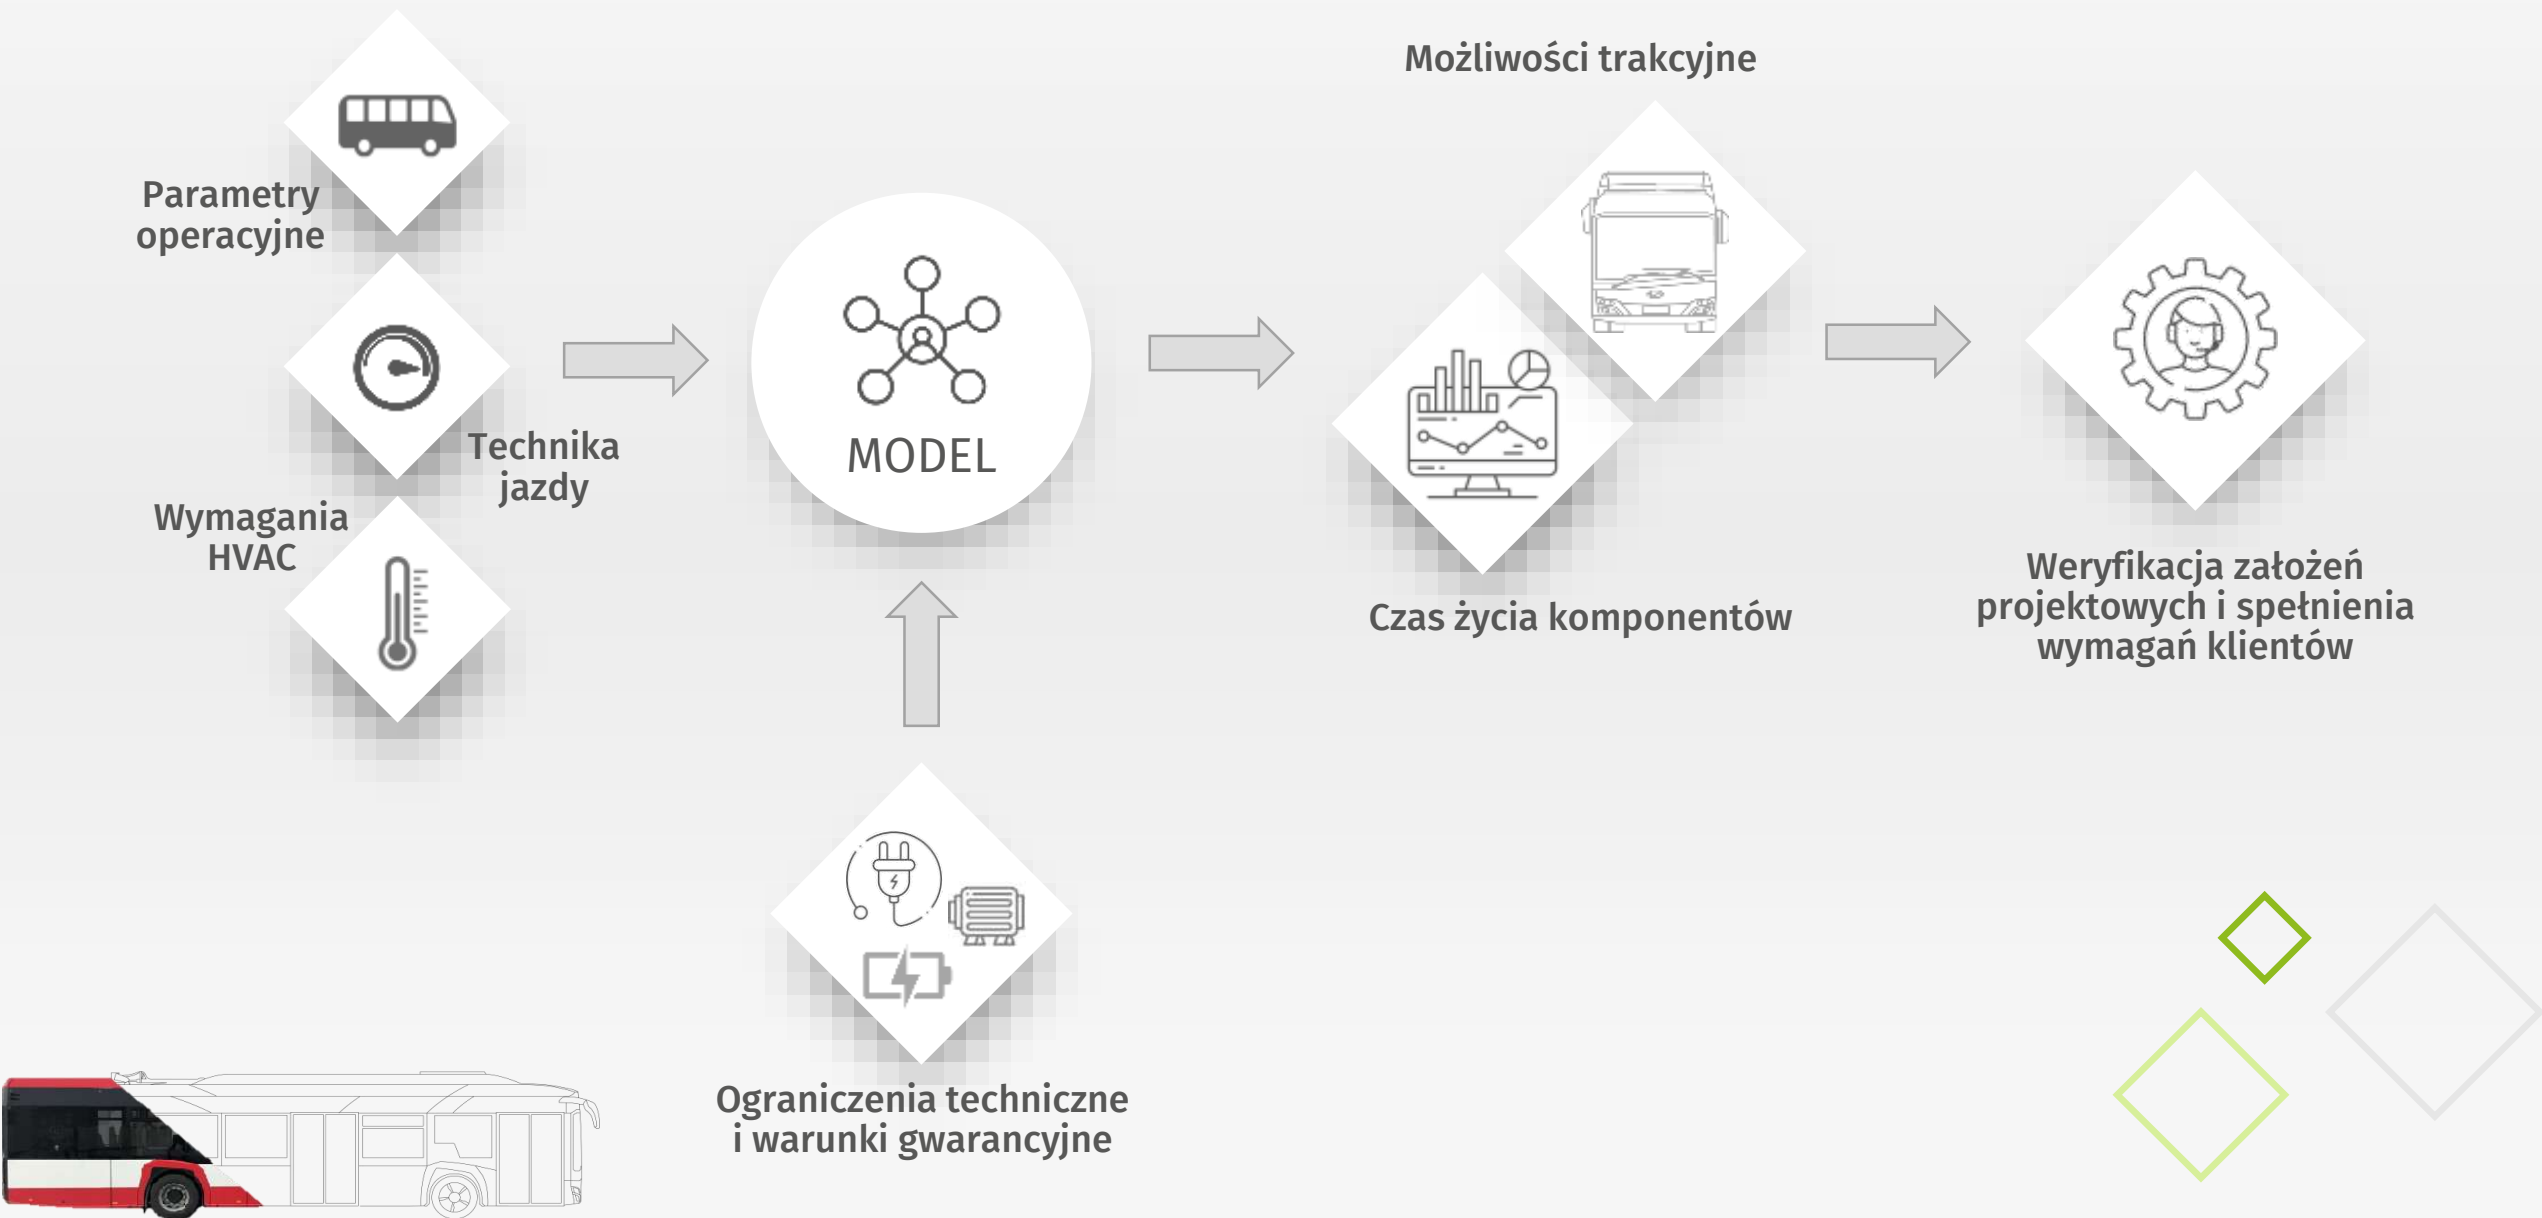 Parametry
operacyjne
Technika
jazdy
Wymagania
HVAC
MODEL
Ograniczenia techniczne
i warunki gwarancyjne
Możliwości trakcyjne
Czas życia komponentów
Weryfikacja założeń
projektowych i spełnienia
wymagań klientów